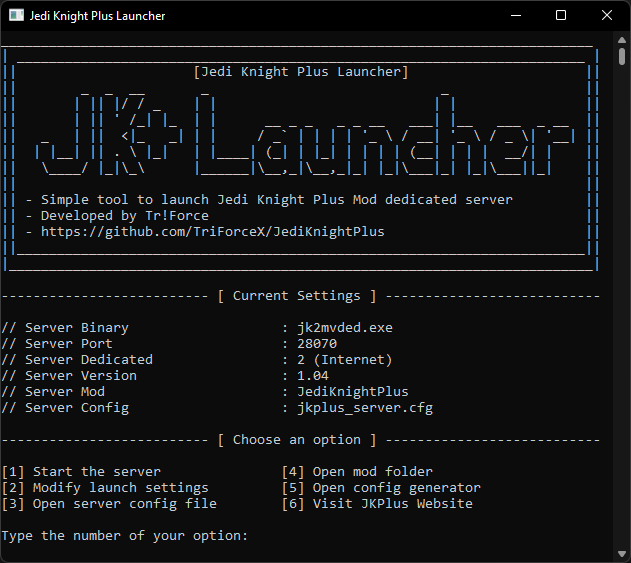 Jedi Knight Plus Launcher
[Jedi Knight Plus Launcher]
JK+ Launcher
- Simple tool to launch Jedi Knight Plus Mod dedicated server
- Developed by Tr!Force
- https://github.com/TriForceX/JediKnightPlus
--------------------------- [ Current Settings ] ---------------------------
// Server Binary : jk2mvded.exe
// Server Port : 28070
// Server Dedicated : 2 (Internet)
// Server Version : 1.04
// Server Mod : JediKnightPlus
// Server Config : jkplus_server.cfg
--------------------------- [ Choose an option ] ---------------------------
[1] Start the server [4] Open mod folder
[2] Modify launch settings [5] Open config generator
[3] Open server config file [6] Visit JKPlus Website
Type the number of your option: